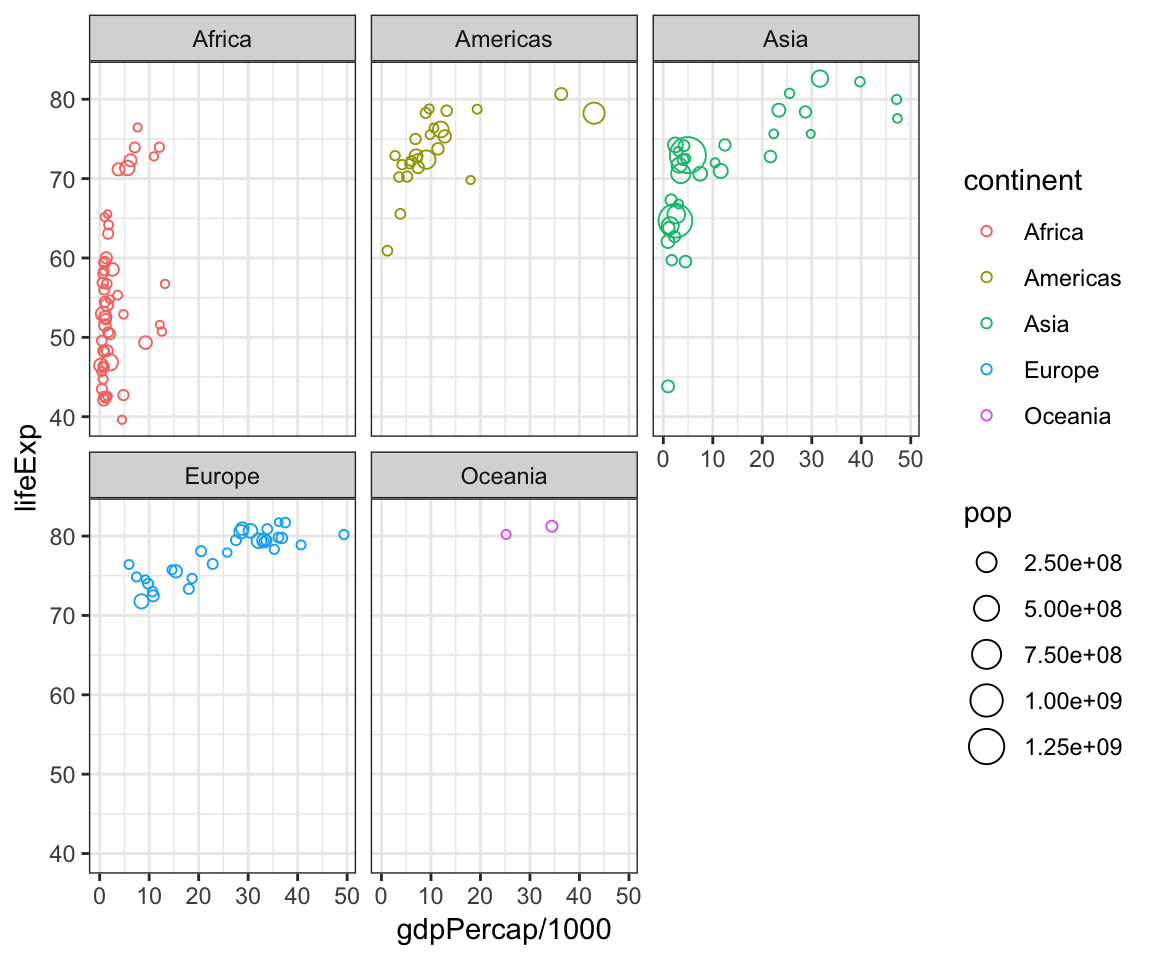 Africa Americas Asia
80
70
60
50
40
0 10 20 30 40 50
Europe Oceania
80
70
60
50
40
0 10 20 30 40 50 0 10 20 30 40 50
lifeExp
gdpPercap/1000
continent
Africa
Americas
Asia
Europe
Oceania
pop
2.50e+08
5.00e+08
7.50e+08
1.00e+09
1.25e+09